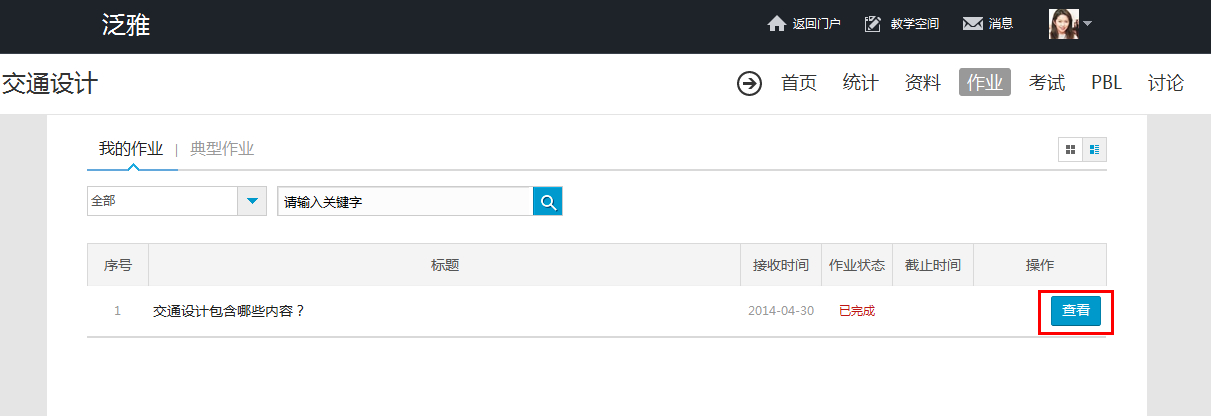 泛雅 返回门户 教学空间 消息
交通设计 首页 统计 资料 作业 考试 PBL 讨论
我的作业 | 典型作业
全部 请输入关键字
序号 标题 接收时间 作业状态 截止时间 操作
1 交通设计包含哪些内容？ 2014-04-30 已完成 查看